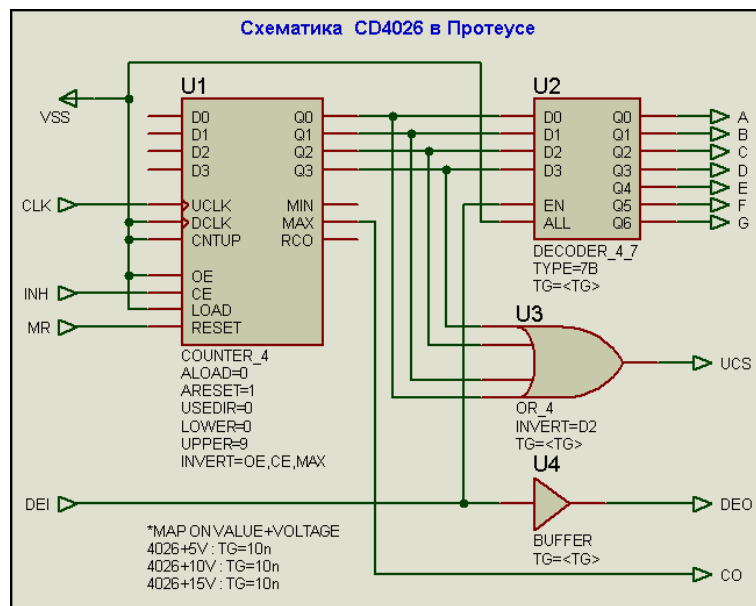 Схематика CD4026 в Протеусе
U1
U2
VSS
D0 Q0
D1 Q1
D2 Q2
D3 Q3
UCLK MIN
DCLK MAX
CNTUP RCO
OE
CE
LOAD
RESET
CLK
INH
MR
COUNTER_4
ALOAD=0
ARESET=1
USEDIR=0
LOWER=0
UPPER=9
INVERT=OE,CE,MAX
D0 Q0
D1 Q1
D2 Q2
D3 Q3
Q4
EN Q5
ALL Q6
A
B
C
D
E
F
G
DECODER_4_7
TYPE=7B
TG=<TG>
U3
UCS
OR_4
INVERT=D2
TG=<TG>
U4
DEI
DEO
BUFFER
TG=<TG>
CO
*MAP ON VALUE+VOLTAGE
4026+5V : TG=10n
4026+10V : TG=10n
4026+15V : TG=10n